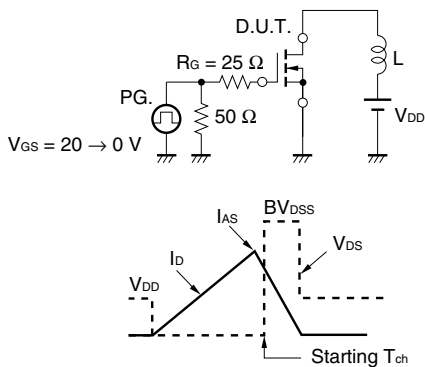 D.U.T.
RG = 25 Ω
L
PG.
50 Ω
VDD
VGS = 20 → 0 V
BVDSS
IAS
ID
VDS
VDD
Starting Tch